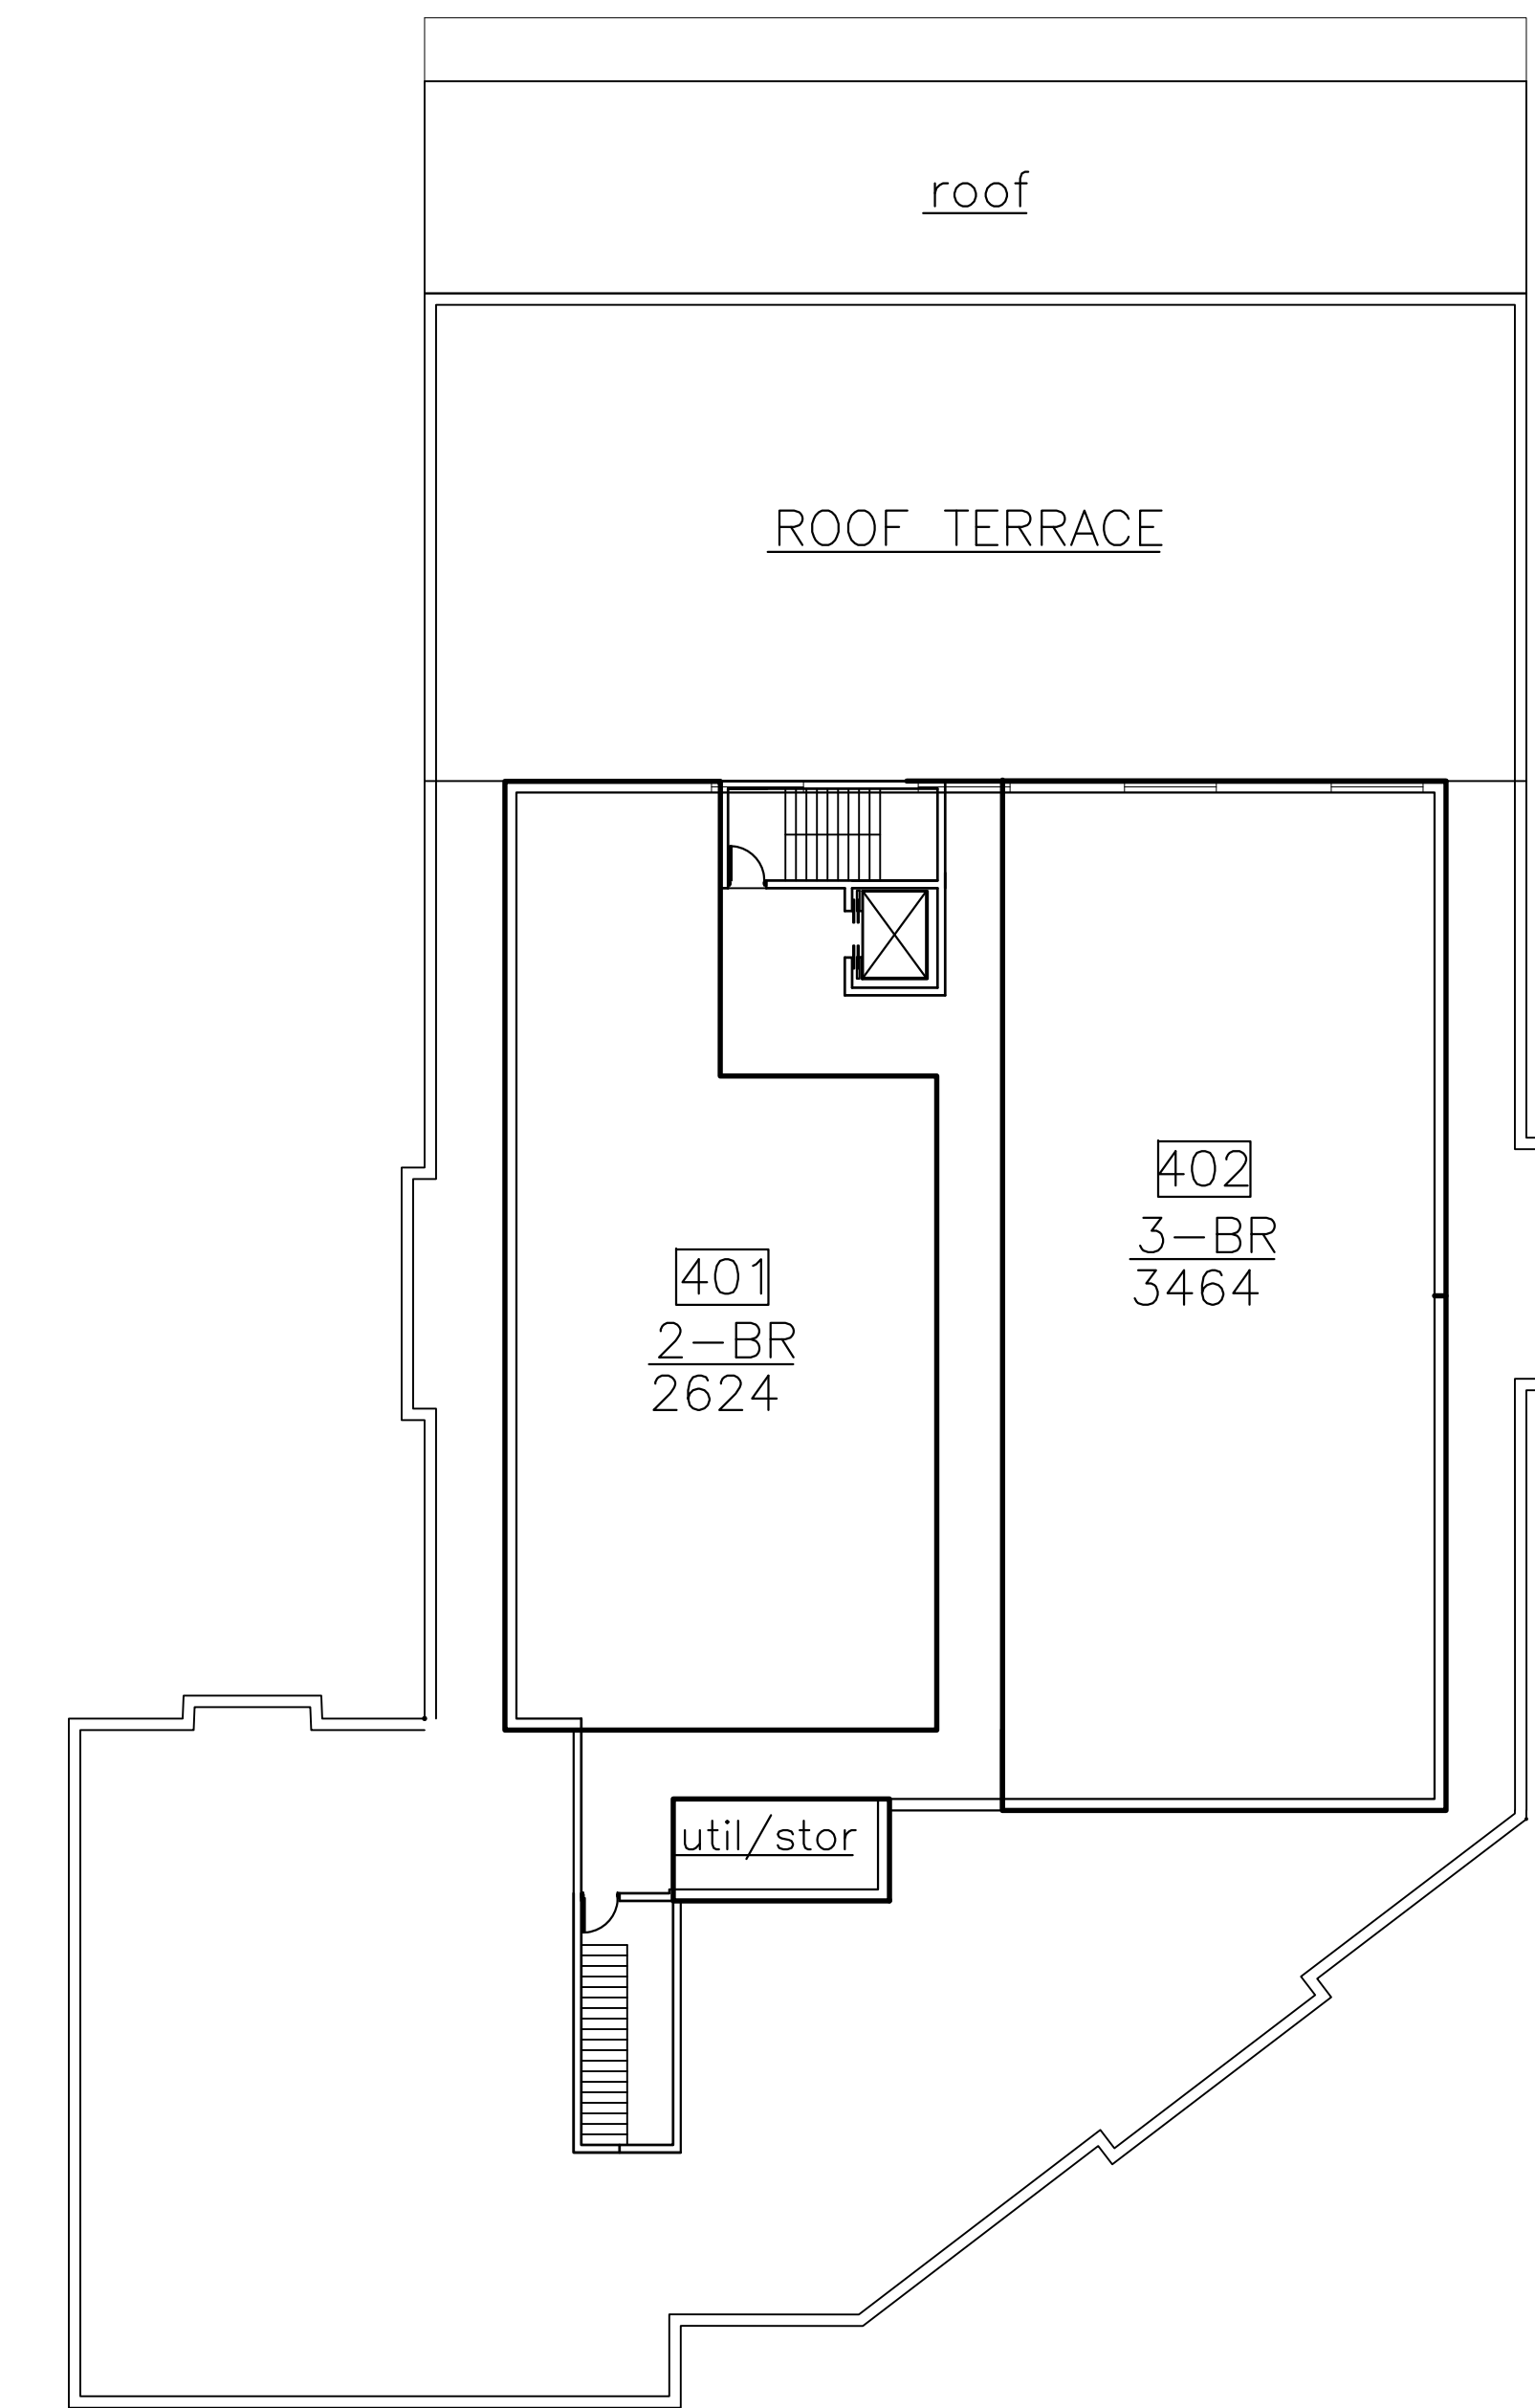 roof
ROOF TERRACE
402
3-BR
3464
401
2-BR
2624
util/stor